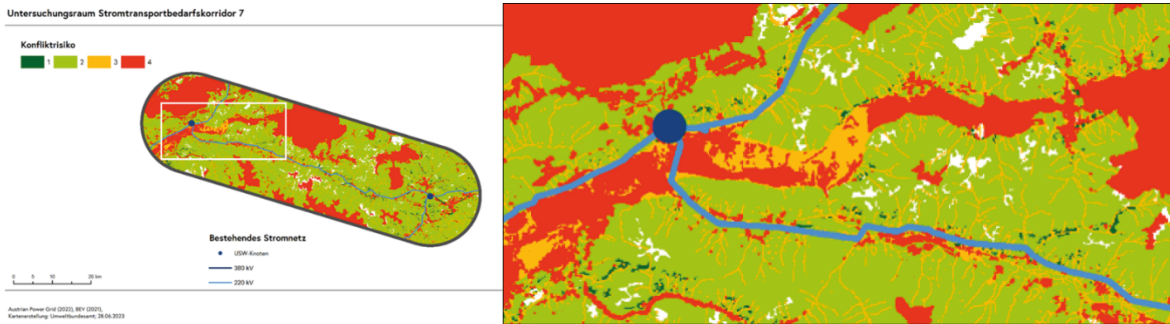 Untersuchungsraum Stromtransportbedarfskorridor 7
Konfliktrisiko
1 2 3 4
Bestehendes Stromnetz
USW-Knoten
380 kV
220 kV
0 5 10 20 km
Austrian Power Grid (2022), BEV (2021),
Kartenerstellung: Umweltbundesamt; 28.06.2023